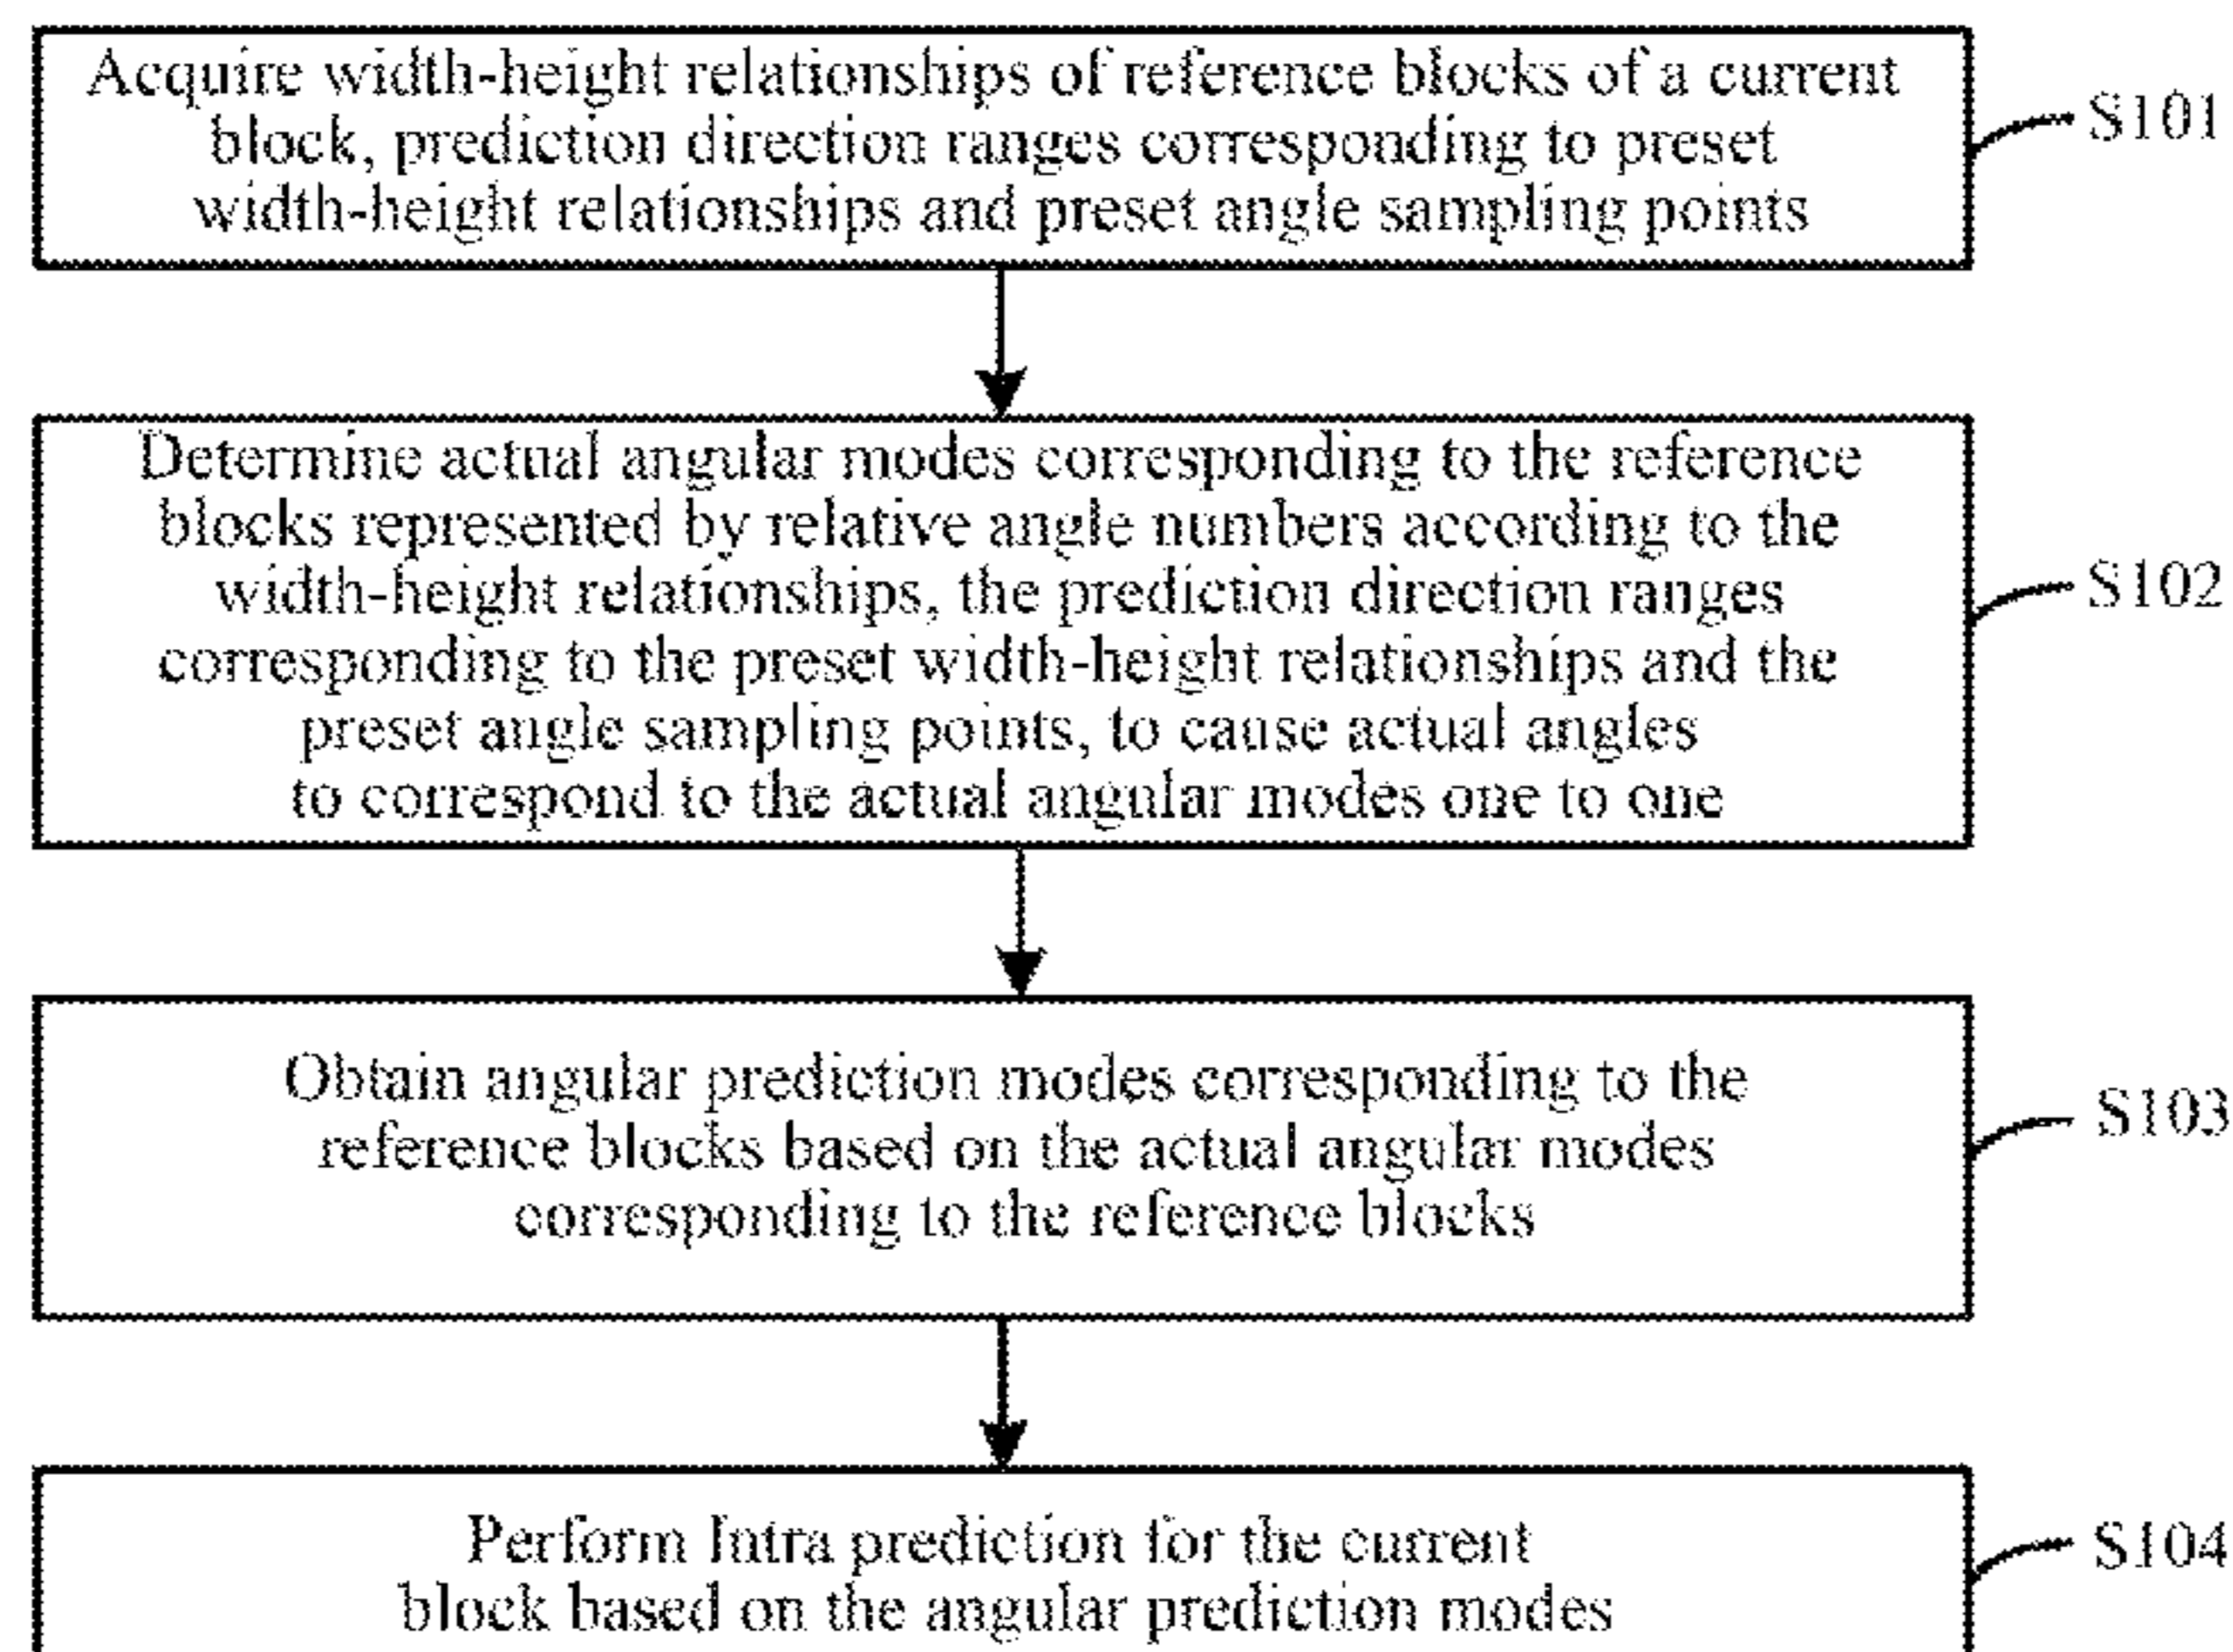 Acquire width-height relationships of reference blocks of a current
block, prediction direction ranges corresponding to preset
width-height relationships and preset angle sampling points
S101
Determine actual angular modes corresponding to the reference
blocks represented by relative angle numbers according to the
width-height relationships, the prediction direction ranges
corresponding to the preset width-height relationships and the
preset angle sampling points, to cause actual angles
to correspond to the actual angular modes one to one
S102
Obtain angular prediction modes corresponding to the
reference blocks based on the actual angular modes
corresponding to the reference blocks
S103
Perform Intra prediction for the current
block based on the angular prediction modes
S104